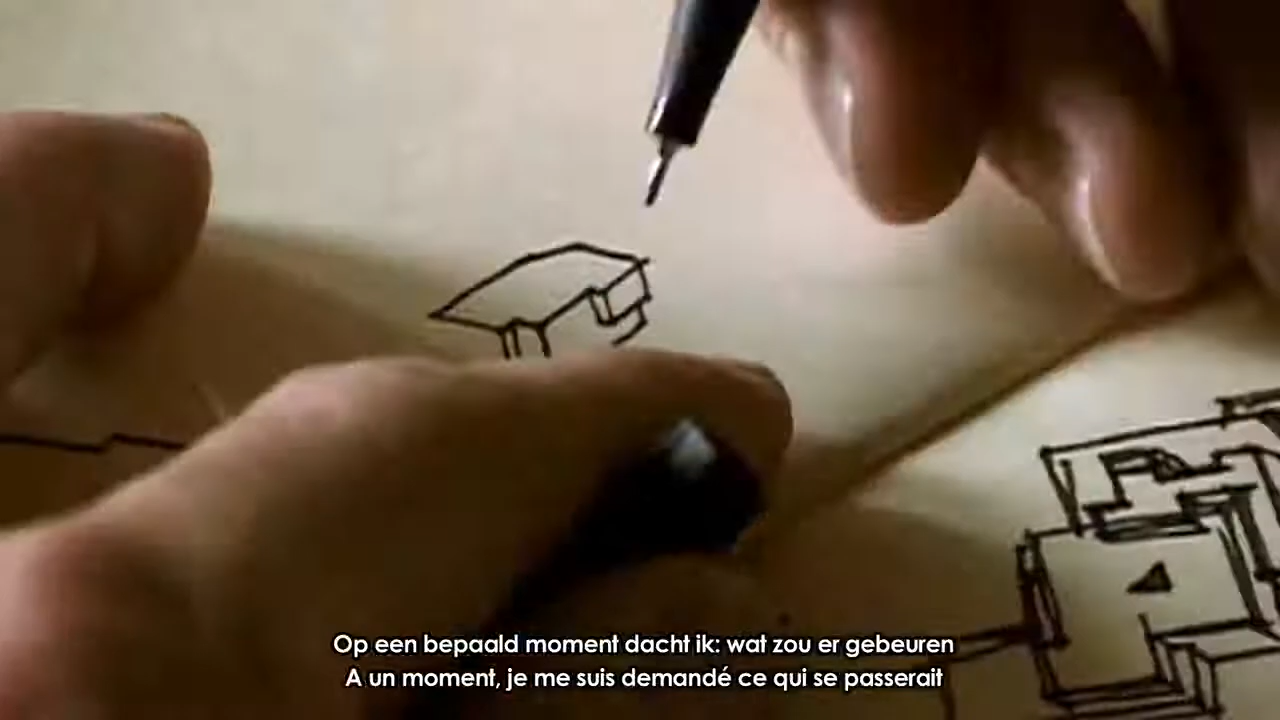 Op een bepaald moment dacht ik: wat zou er gebeuren
A un moment, je me suis demandé ce qui se passerait